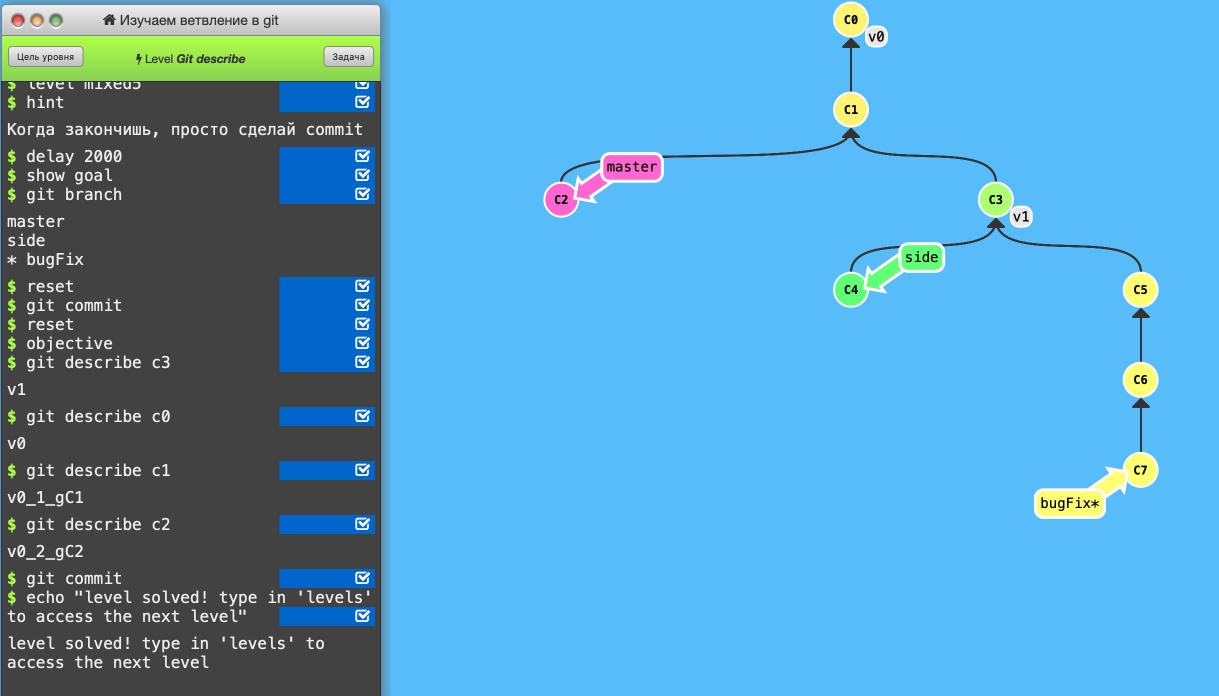 Изучаем ветвление в git
Цель уровня
Level Git describe
Задача
$ level mixed5
$ hint
Когда закончишь, просто сделай commit
$ delay 2000
$ show goal
$ git branch
master
side
* bugFix
$ reset
$ git commit
$ reset
$ objective
$ git describe c3
v1
$ git describe c0
v0
$ git describe c1
v0_1_gC1
$ git describe c2
v0_2_gC2
$ git commit
$ echo "level solved! type in 'levels'
to access the next level"
level solved! type in 'levels' to
access the next level
C0
v0
C1
master
C2
C3
v1
side
C4
C5
C6
C7
bugFix*